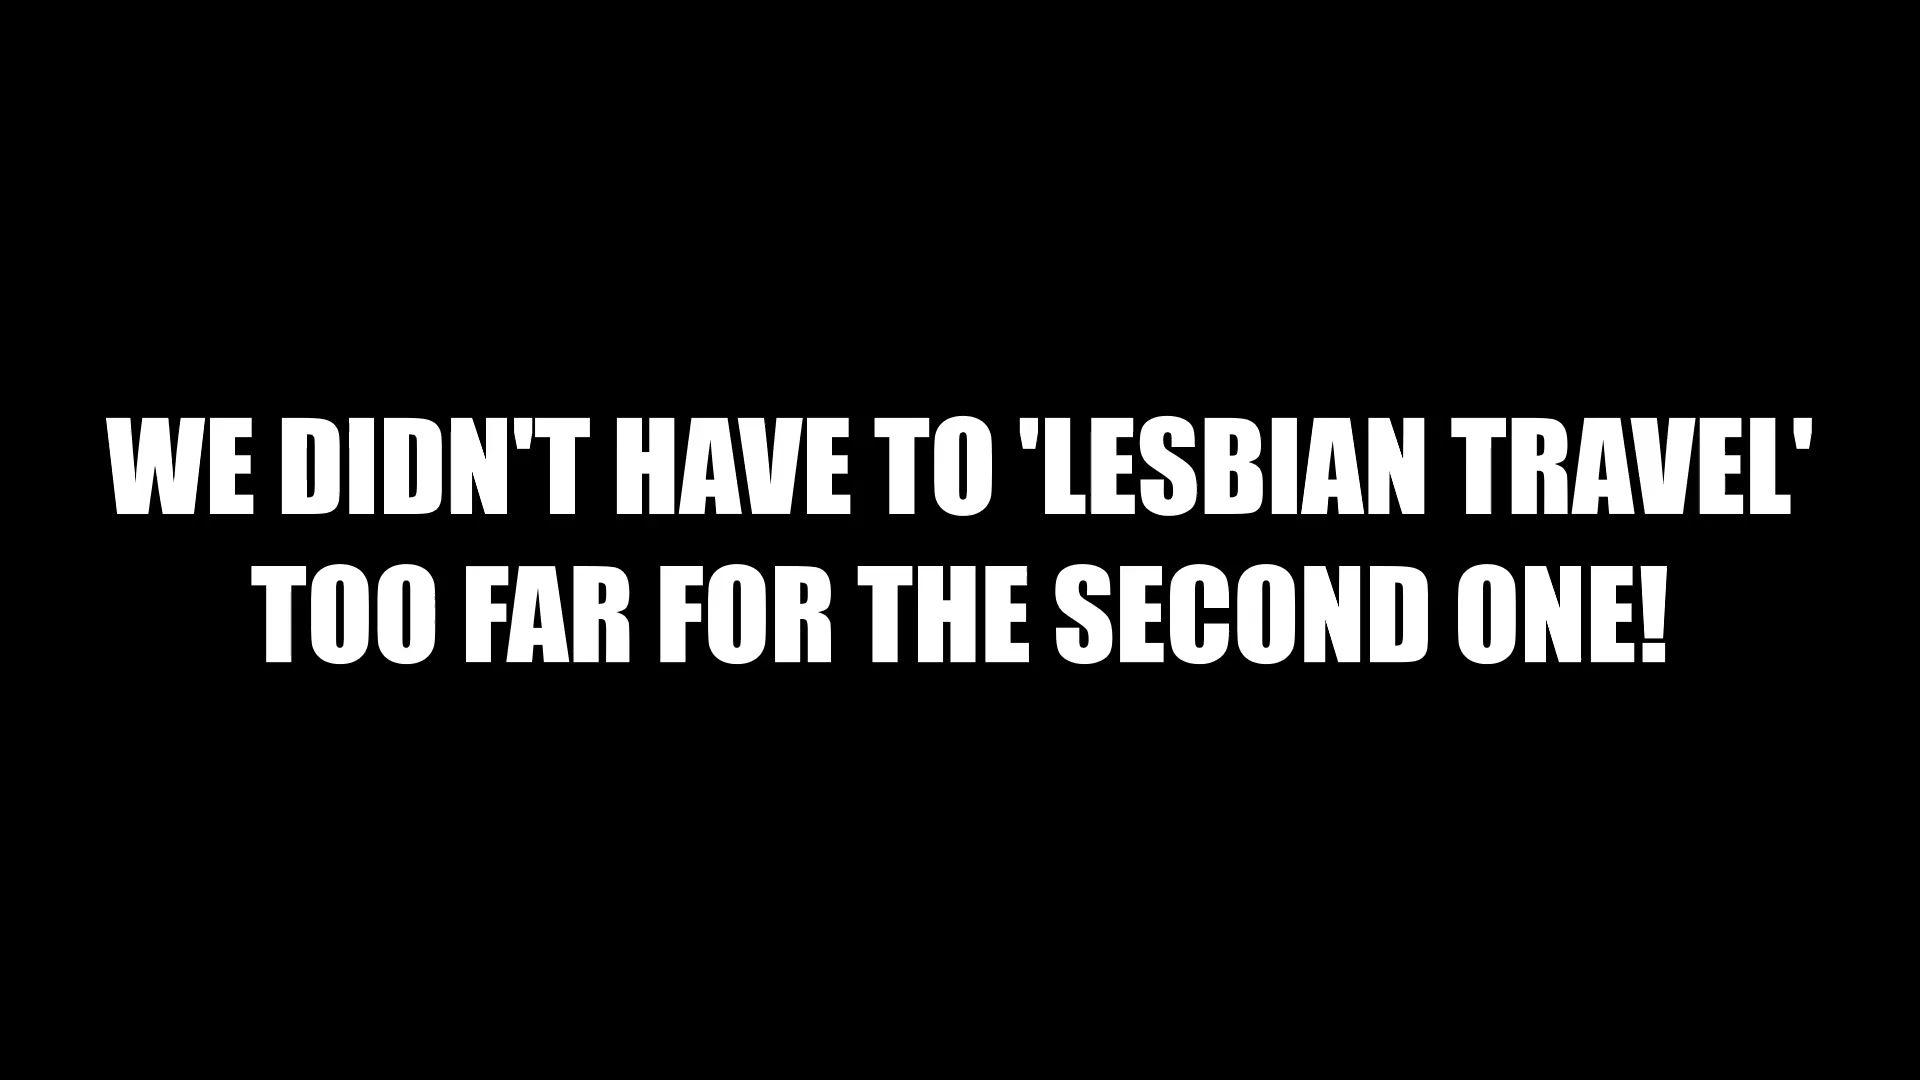 WE DIDN'T HAVE TO 'LESBIAN TRAVEL'
TOO FAR FOR THE SECOND ONE!